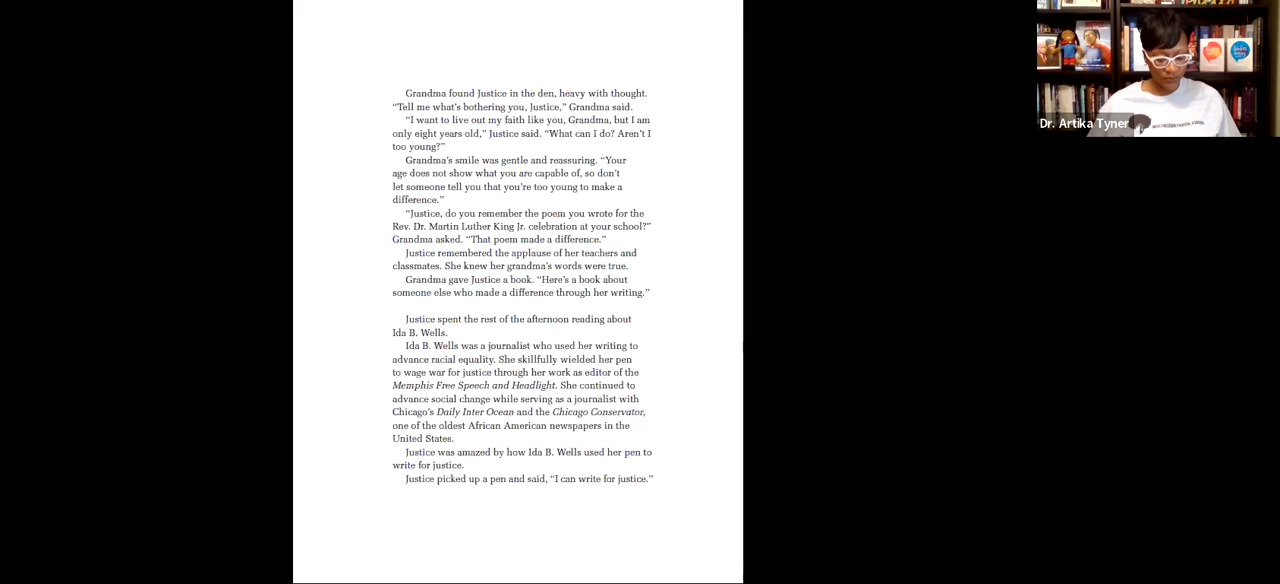 Grandma found Justice in the den, heavy with thought.
“Tell me what’s bothering you, Justice,” Grandma said.
“I want to live out my faith like you, Grandma, but I am
only eight years old,” Justice said. “What can I do? Aren’t I
too young?”
Grandma’s smile was gentle and reassuring. “Your
age does not show what you are capable of, so don’t
let someone tell you that you’re too young to make a
difference.”
“Justice, do you remember the poem you wrote for the
Rev. Dr. Martin Luther King Jr. celebration at your school?”
Grandma asked. “That poem made a difference.”
Justice remembered the applause of her teachers and
classmates. She knew her grandma’s words were true.
Grandma gave Justice a book. “Here’s a book about
someone else who made a difference through her writing.”
Justice spent the rest of the afternoon reading about
Ida B. Wells.
Ida B. Wells was a journalist who used her writing to
advance racial equality. She skillfully wielded her pen
to wage war for justice through her work as editor of the
Memphis Free Speech and Headlight. She continued to
advance social change while serving as a journalist with
Chicago’s Daily Inter Ocean and the Chicago Conservator,
one of the oldest African American newspapers in the
United States.
Justice was amazed by how Ida B. Wells used her pen to
write for justice.
Justice picked up a pen and said, “I can write for justice.”
Dr. Artika Tyner